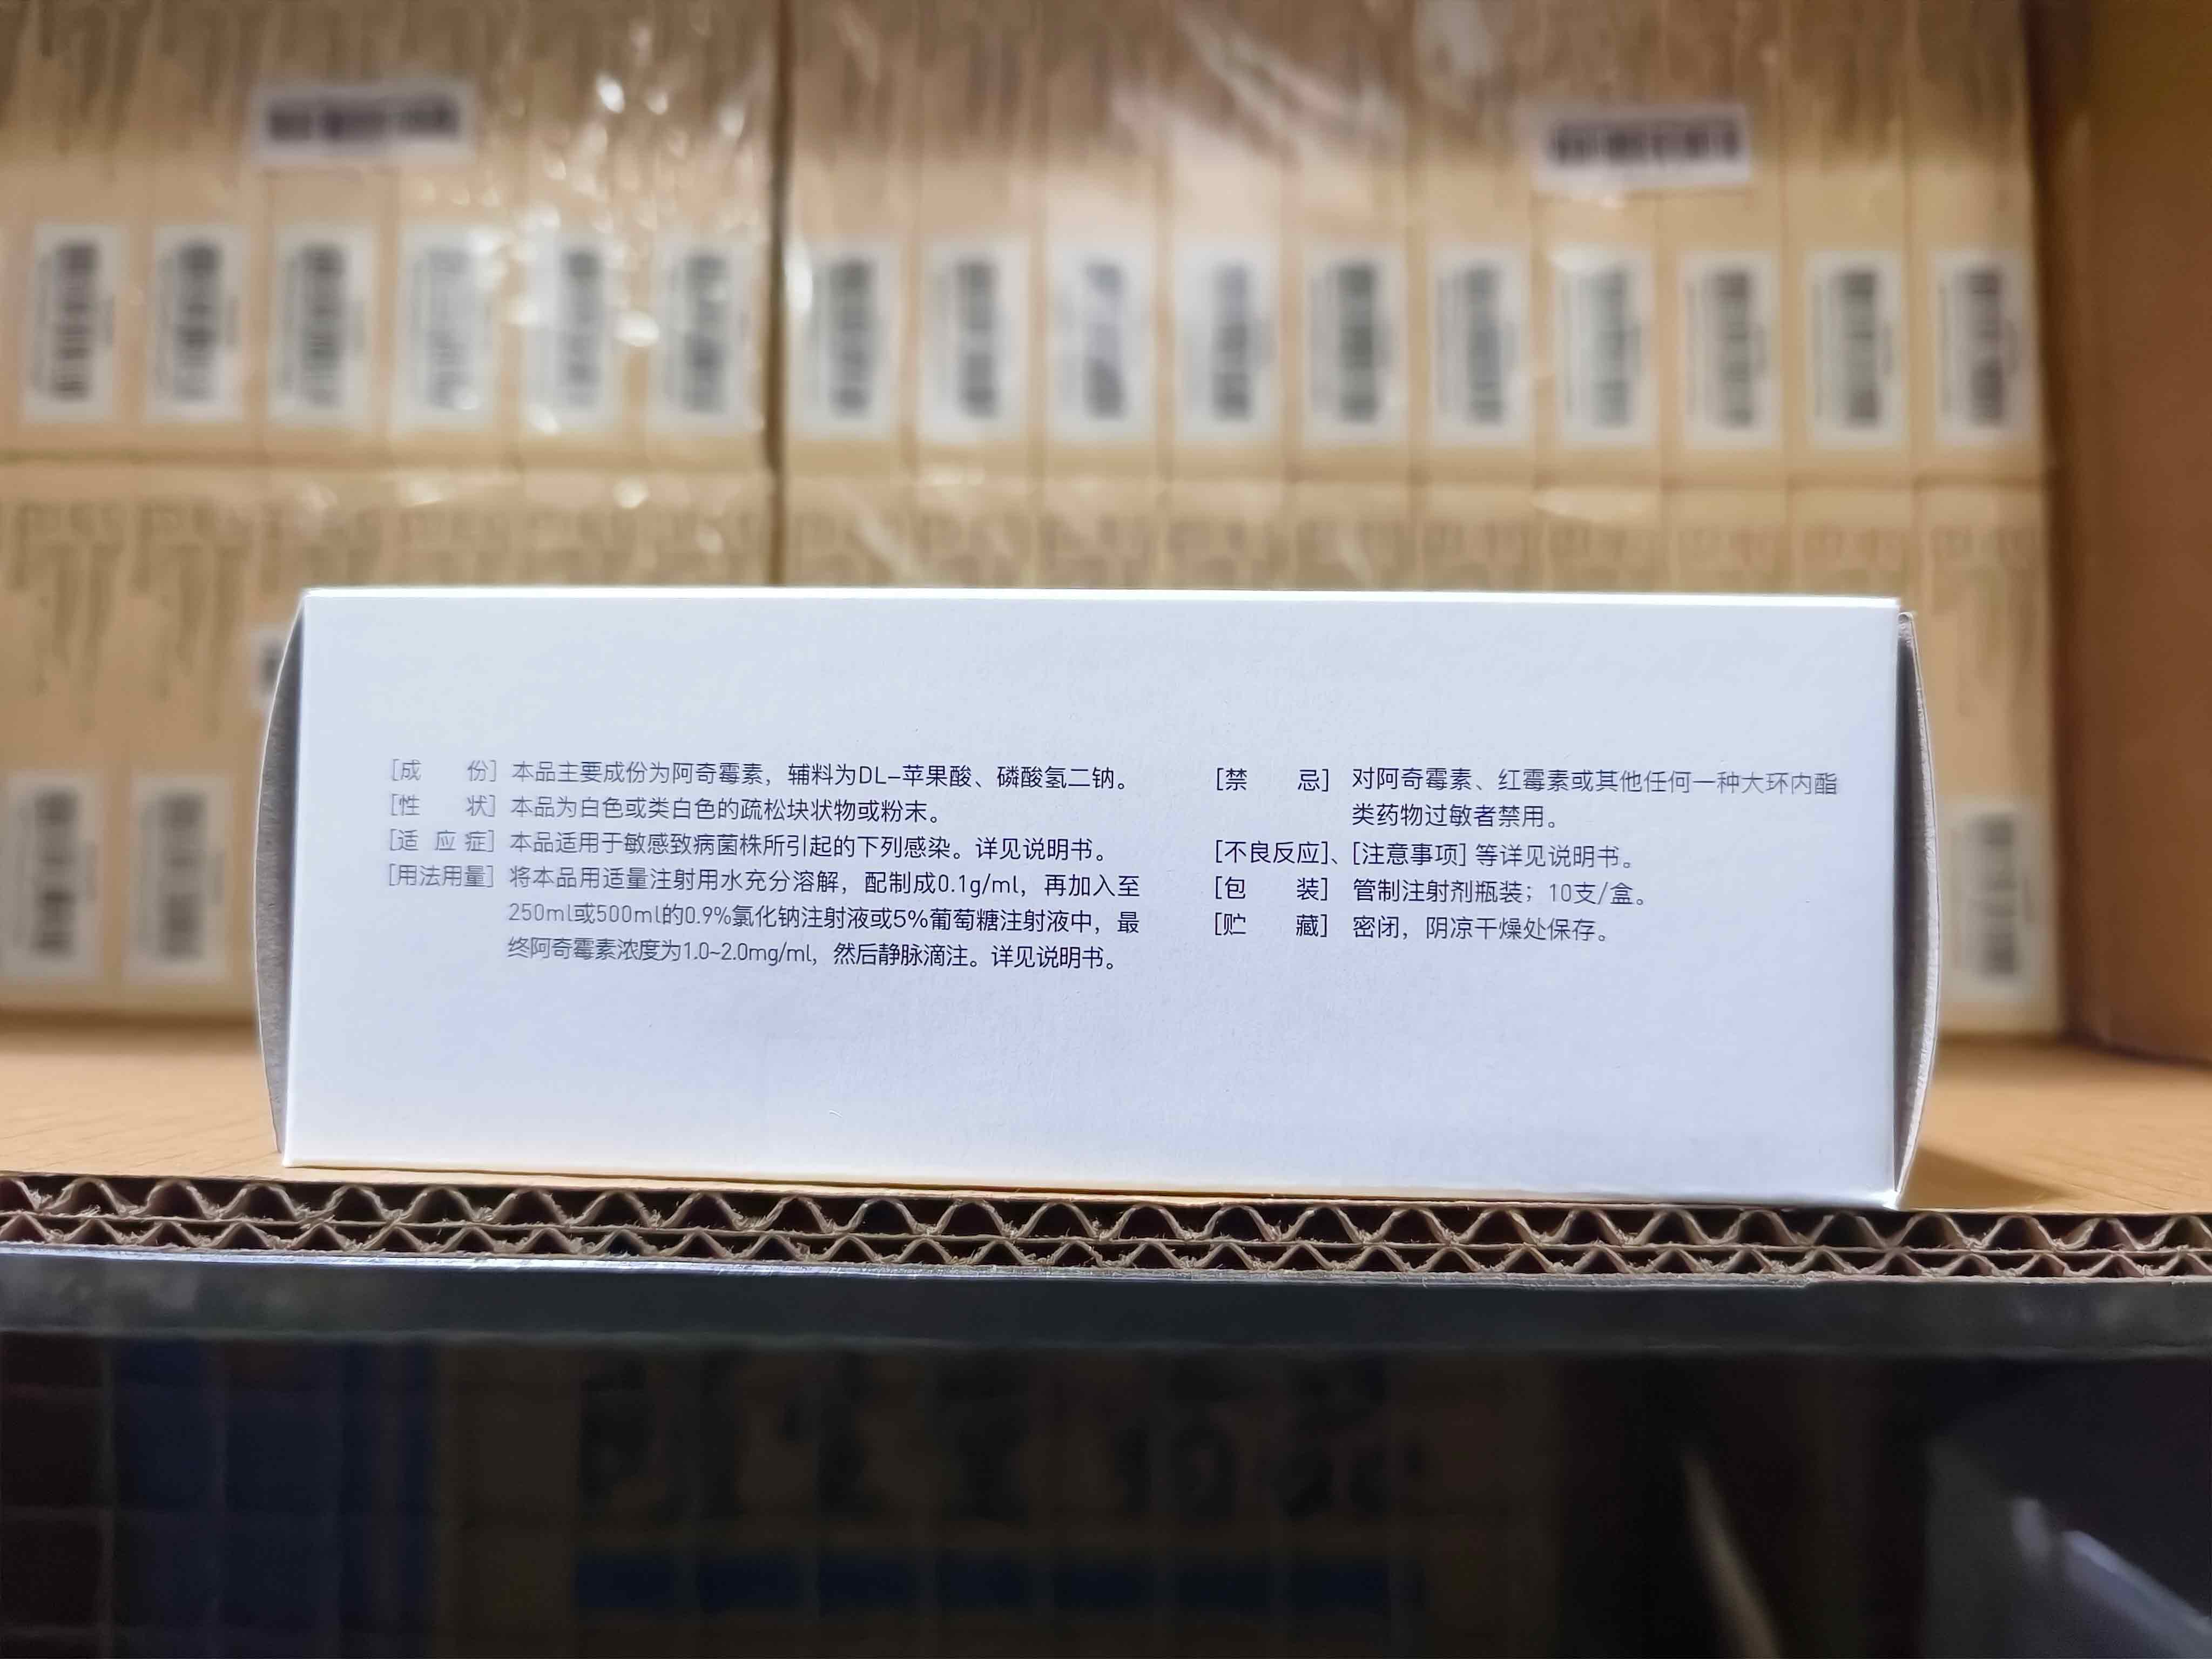 [成份] 本品主要成份为阿奇霉素，辅料为DL-苹果酸、磷酸氢二钠。
[性状] 本品为白色或类白色的疏松块状物或粉末。
[适应症] 本品适用于敏感致病菌株所引起的下列感染。详见说明书。
[用法用量] 将本品用适量注射用水充分溶解，配制成0.1g/ml，再加入至
250ml或500ml的0.9%氯化钠注射液或5%葡萄糖注射液中，最
终阿奇霉素浓度为1.0~2.0mg/ml，然后静脉滴注。详见说明书。
[禁忌] 对阿奇霉素、红霉素或其他任何一种大环内酯
类药物过敏者禁用。
[不良反应]、[注意事项] 等详见说明书。
[包装] 管制注射剂瓶装；10支/盒。
[贮藏] 密闭，阴凉干燥处保存。